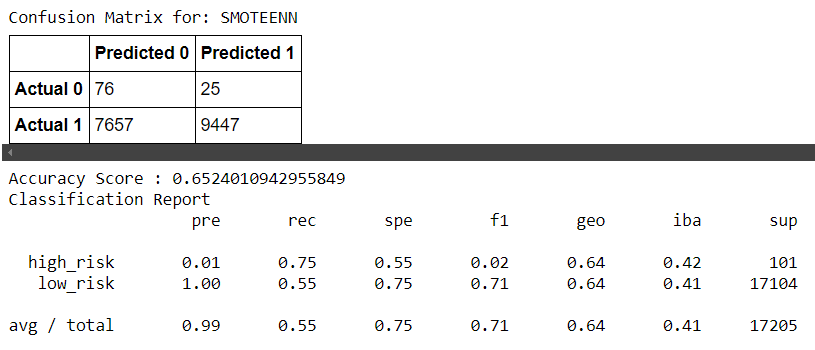 Confusion Matrix for: SMOTEENN
Predicted 0 Predicted 1
Actual 0 76 25
Actual 1 7657 9447
Accuracy Score : 0.6524010942955849
Classification Report
pre rec spe f1 geo iba sup
high_risk 0.01 0.75 0.55 0.02 0.64 0.42 101
low_risk 1.00 0.55 0.75 0.71 0.64 0.41 17104
avg / total 0.99 0.55 0.75 0.71 0.64 0.41 17205